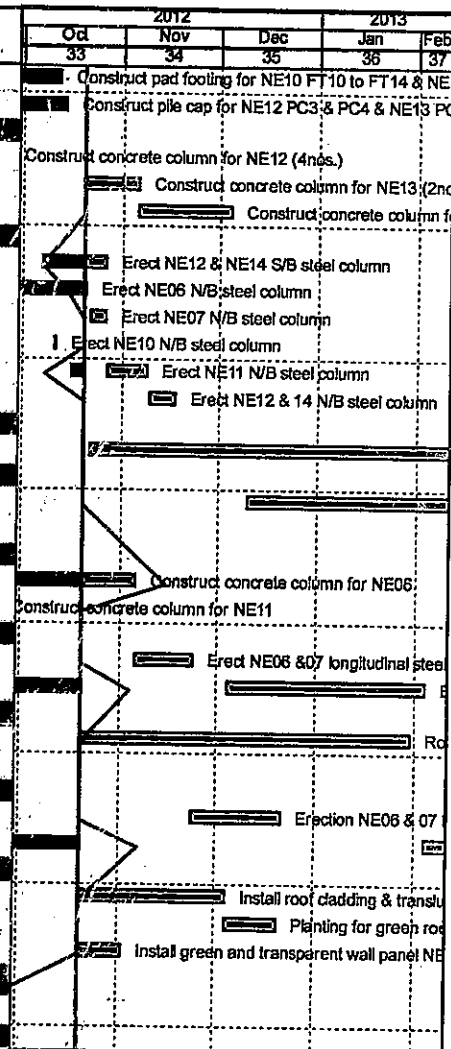 2012 2013
Oct Nov Dec Jan Feb
33 34 35 36 37
Construct pad footing for NE10 FT10 to FT14 & NE
Construct pile cap for NE12 PC3 & PC4 & NE13 PC
Construct concrete column for NE12 (4nos.)
Construct concrete column for NE13 (2no
Construct concrete column fo
Erect NE12 & NE14 S/B steel column
Erect NE06 N/B steel column
Erect NE07 N/B steel column
Erect NE10 N/B steel column
Erect NE11 N/B steel column
Erect NE12 & 14 N/B steel column
Construct concrete column for NE06
Construct concrete column for NE11
Erect NE06 &07 longitudinal steel
E
Ro
Erection NE06 & 07
Install roof cladding & translu
Planting for green roo
Install green and transparent wall panel NE